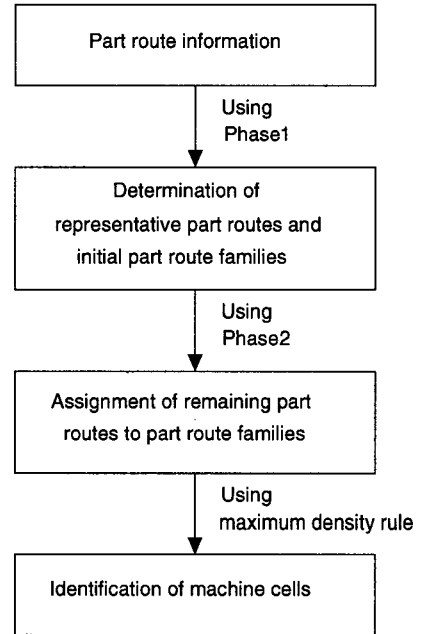 Part route information
Using
Phase1
Determination of
representative part routes and
initial part route families
Using
Phase2
Assignment of remaining part
routes to part route families
Using
maximum density rule
Identification of machine cells